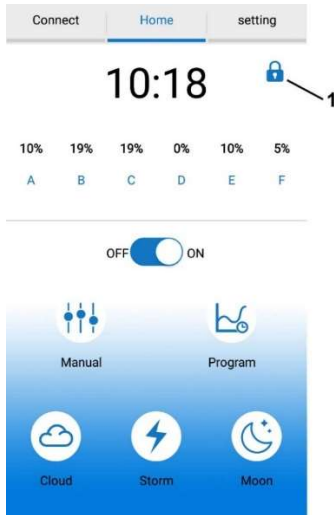 Connect Home setting
10:18
1
10% 19% 19% 0% 10% 5%
A B C D E F
OFF ON
Manual Program
Cloud Storm Moon